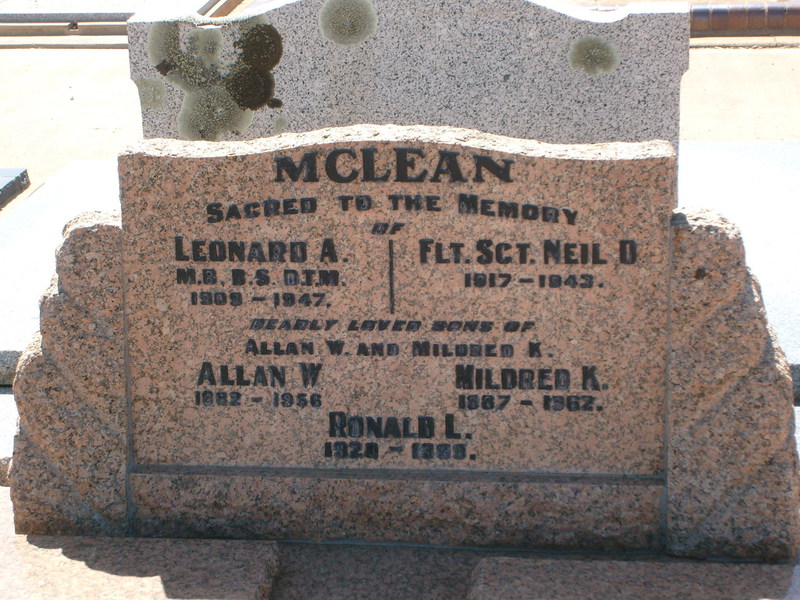 MCLEAN
SACRED TO THE MEMORY
OF
LEONARD A. FLT. SGT. NEIL D.
M.B., B.S. D.T.M. 1917 - 1943.
1909 - 1947.
DEARLY LOVED SONS OF
ALLAN W. AND MILDRED K.
ALLAN W MILDRED K.
1882 - 1956 1887 - 1962.
RONALD L.